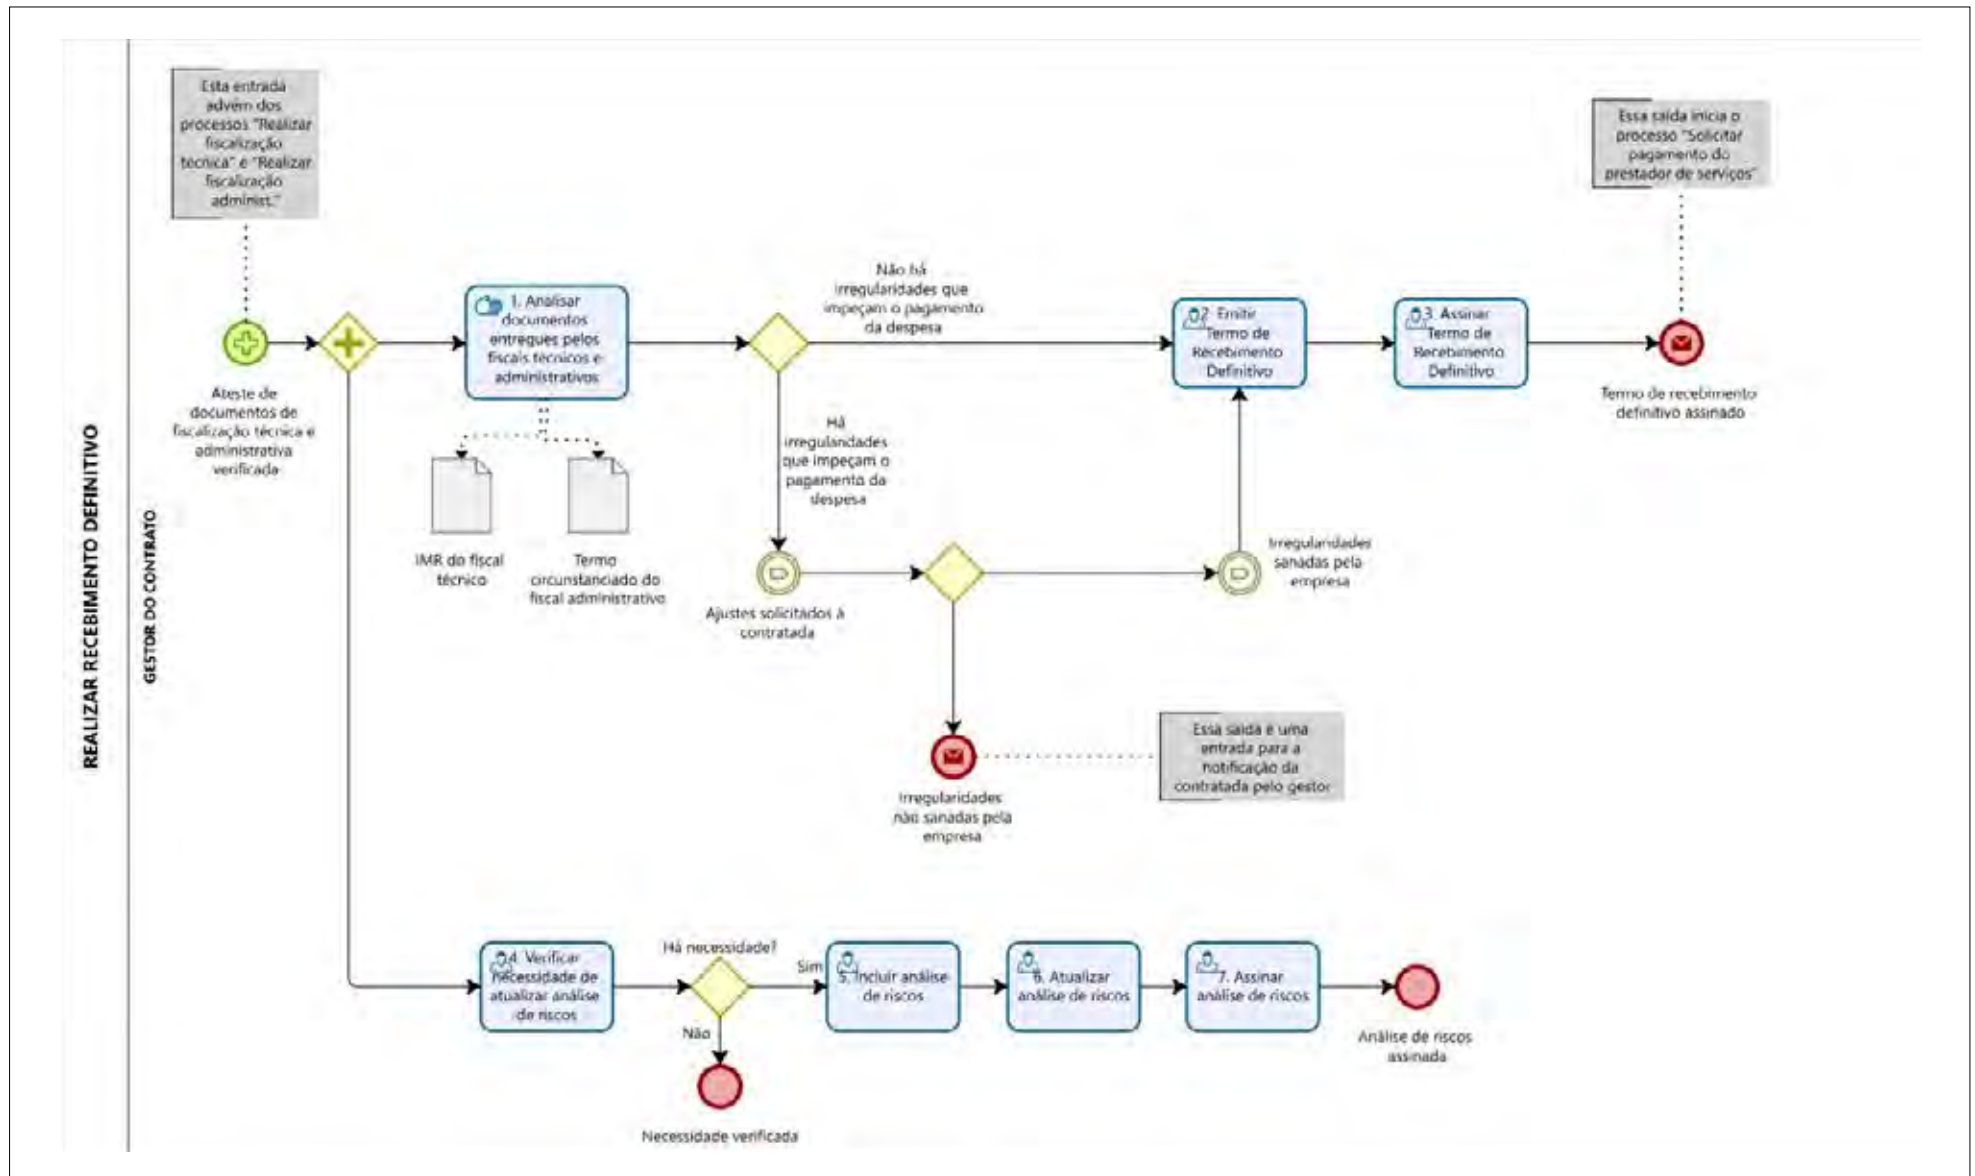 REALIZAR RECEBIMENTO DEFINITIVO
GESTOR DO CONTRATO
Esta entrada
advém dos
processos "Realizar
fiscalização
técnica" e "Realizar
fiscalização
administ."
Ateste de
documentos de
fiscalização técnica e
administrativa
verificada
1. Analisar
documentos
entregues pelos
fiscais técnicos e
administrativos
IMR do fiscal
técnico
Termo
circunstanciado do
fiscal administrativo
Não há
irregularidades que
impeçam o pagamento
da despesa
Há
irregularidades
que impeçam o
pagamento da
despesa
Ajustes solicitados à
contratada
Irregularidades
não sanadas pela
empresa
Essa saída é uma
entrada para a
notificação da
contratada pelo gestor
Irregularidades
sanadas pela
empresa
2. Emitir
Termo de
Recebimento
Definitivo
3. Assinar
Termo de
Recebimento
Definitivo
Essa saída inicia o
processo "Solicitar
pagamento do
prestador de serviços"
Termo de recebimento
definitivo assinado
4. Verificar
necessidade de
atualizar análise
de riscos
Há necessidade?
Sim
Não
Necessidade verificada
5. Incluir análise
de riscos
6. Atualizar
análise de riscos
7. Assinar
análise de riscos
Análise de riscos
assinada